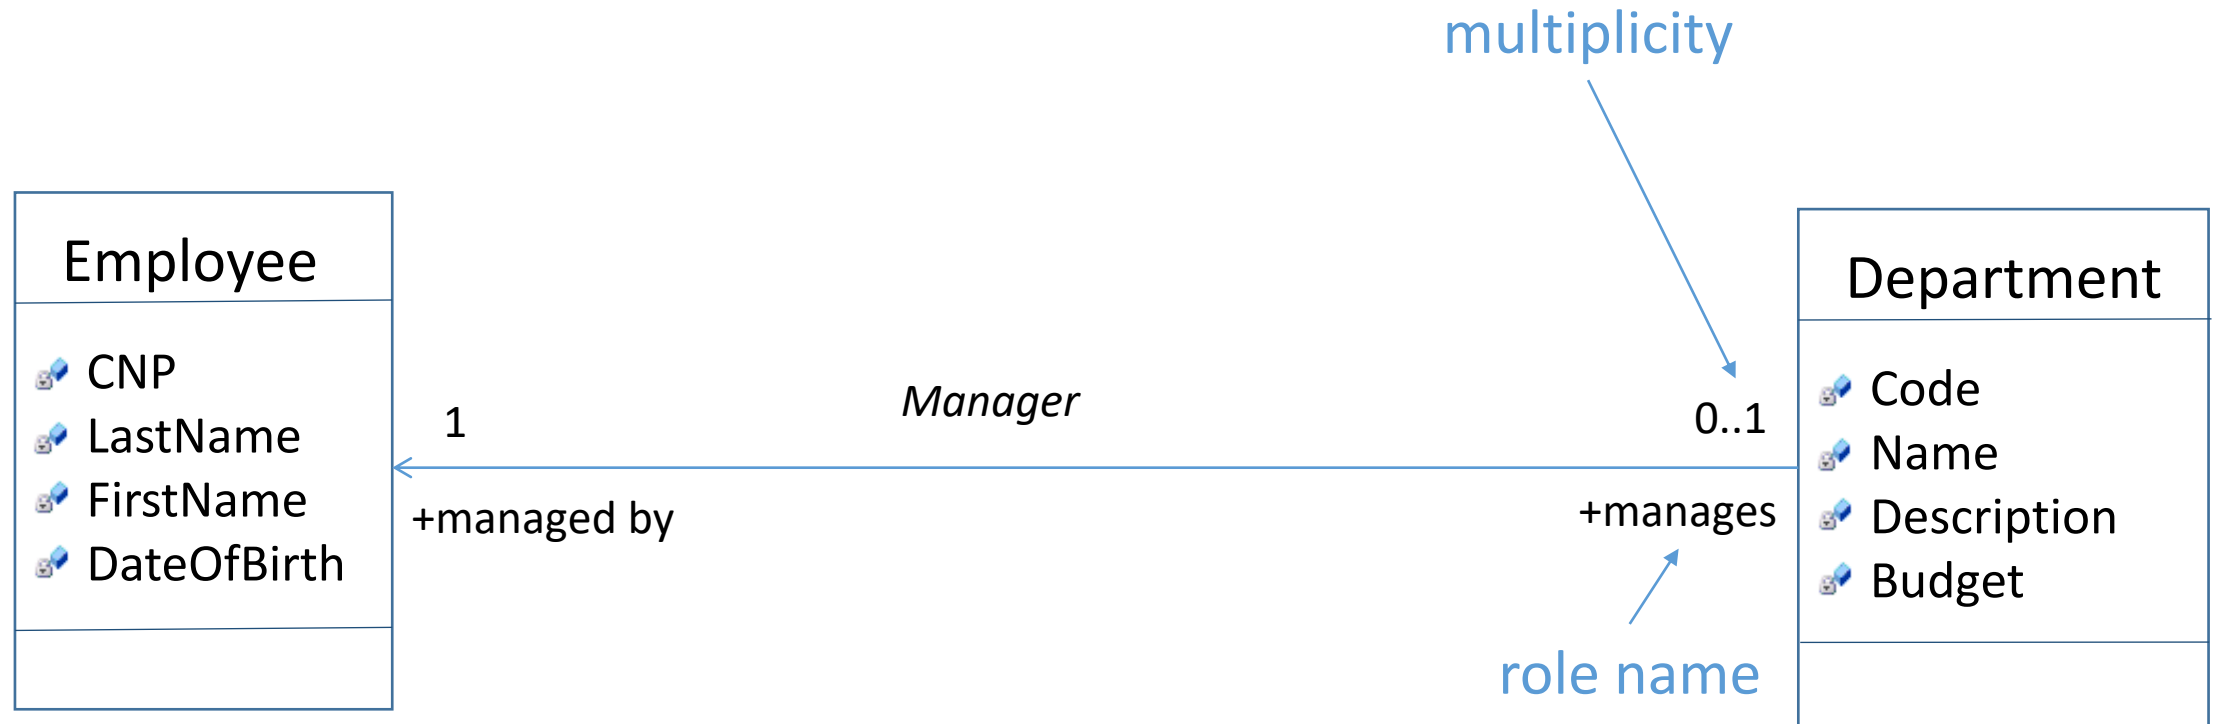 multiplicity
Employee
CNP
LastName
FirstName
DateOfBirth
1
Manager
0..1
+managed by
+manages
role name
Department
Code
Name
Description
Budget